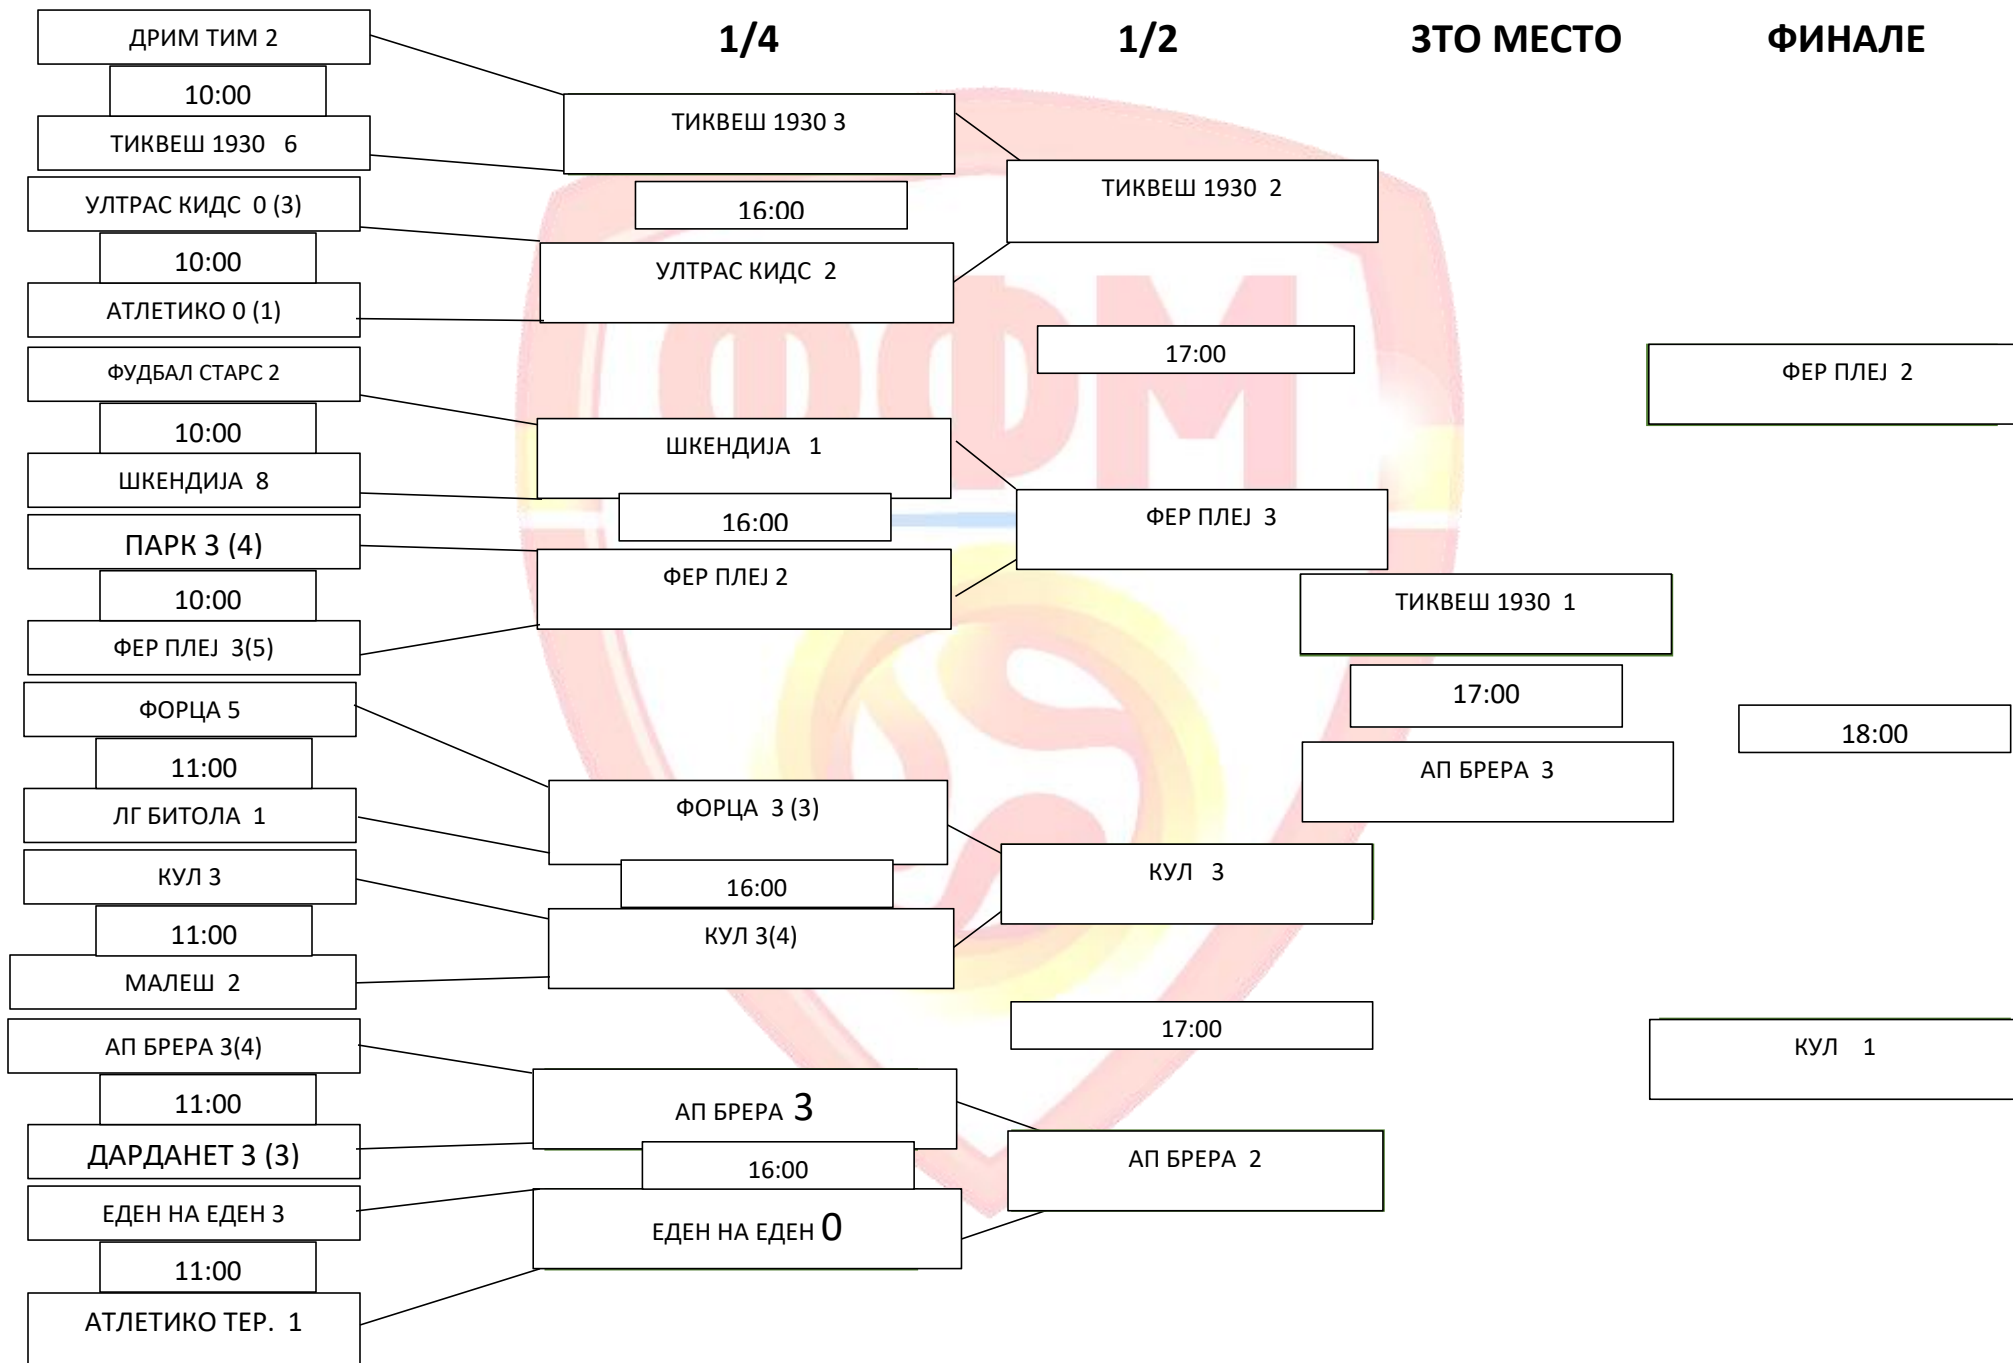 1/4
1/2
3ТО МЕСТО
ФИНАЛЕ
ДРИМ ТИМ 2
10:00
ТИКВЕШ 1930 6
УЛТРАС КИДС 0 (3)
10:00
АТЛЕТИКО 0 (1)
ФУДБАЛ СТАРС 2
10:00
ШКЕНДИЈА 8
ПАРК 3 (4)
10:00
ФЕР ПЛЕЈ 3(5)
ФОРЦА 5
11:00
ЛГ БИТОЛА 1
КУЛ 3
11:00
МАЛЕШ 2
АП БРЕРА 3(4)
11:00
ДАРДАНЕТ 3 (3)
ЕДЕН НА ЕДЕН 3
11:00
АТЛЕТИКО ТЕР. 1
ТИКВЕШ 1930 3
16:00
УЛТРАС КИДС 2
ШКЕНДИЈА 1
16:00
ФЕР ПЛЕЈ 2
ФОРЦА 3 (3)
16:00
КУЛ 3(4)
АП БРЕРА 3
16:00
ЕДЕН НА ЕДЕН 0
ТИКВЕШ 1930 2
17:00
ФЕР ПЛЕЈ 3
КУЛ 3
17:00
АП БРЕРА 2
ТИКВЕШ 1930 1
17:00
АП БРЕРА 3
ФЕР ПЛЕЈ 2
18:00
КУЛ 1
ФФМ